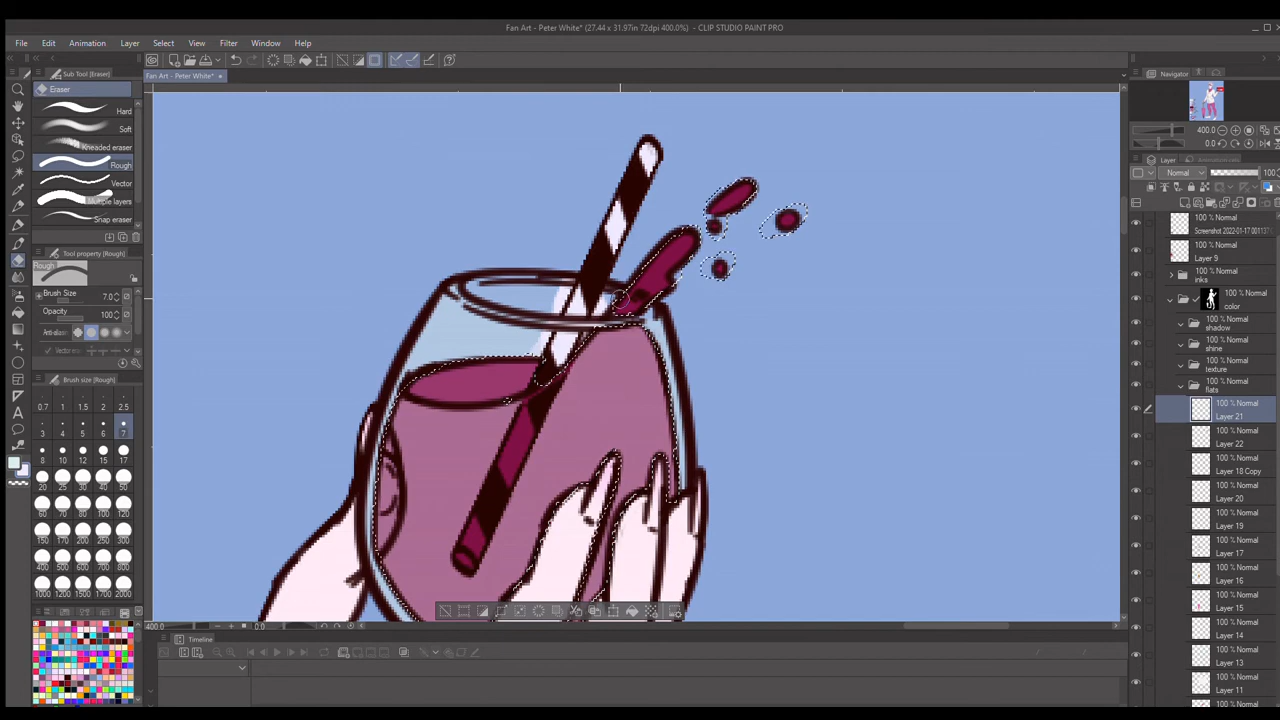 Fan Art - Peter White* (27.44 x 31.97in 72dpi 400.0%) - CLIP STUDIO PAINT PRO
File Edit Animation Layer Select View Filter Window Help
Fan Art - Peter White*
Sub Tool [Eraser]
Eraser
Hard
Soft
Kneaded eraser
Rough
Vector
Multiple layers
Snap eraser
Tool property [Rough]
Rough
Brush Size 7.0
Opacity 100
Brush size [Rough]
0.7 1 1.5 2 2.5
3 4 5 6 7
8 10 12 15 17
20 25 30 40 50
60 70 80 100 120
150 170 200 250 300
400 500 600 700 800
1000 1200 1500 1700 2000
400.0
0.0
Timeline
Navigator
400.0
0.0
Layer
Normal
100
100 % Normal
Screenshot 2022-01-17 001137
100 % Normal
Layer 9
100 % Normal
inks
100 % Normal
color
100 % Normal
shadow
100 % Normal
shine
100 % Normal
texture
100 % Normal
flats
100 % Normal
Layer 21
100 % Normal
Layer 22
100 % Normal
Layer 18 Copy
100 % Normal
Layer 20
100 % Normal
Layer 19
100 % Normal
Layer 17
100 % Normal
Layer 16
100 % Normal
Layer 15
100 % Normal
Layer 14
100 % Normal
Layer 13
100 % Normal
Layer 11
100 % Normal